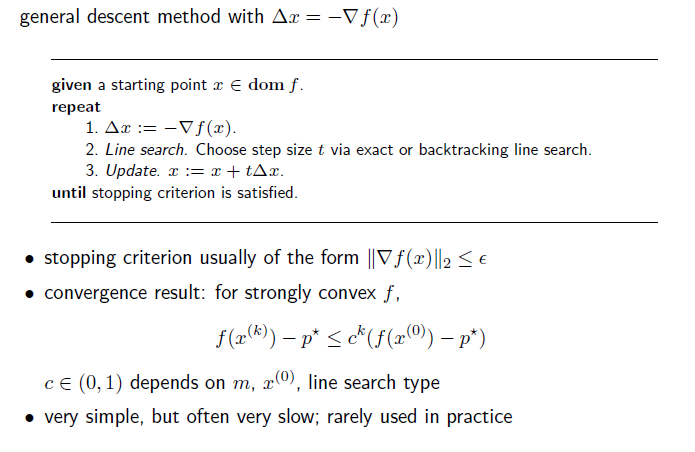 general descent method with Δx = −∇f(x)
given a starting point x ∈ dom f.
repeat
1. Δx := −∇f(x).
2. Line search. Choose step size t via exact or backtracking line search.
3. Update. x := x + tΔx.
until stopping criterion is satisfied.
• stopping criterion usually of the form ‖∇f(x)‖₂ ≤ ϵ
• convergence result: for strongly convex f,
f(x⁽ᵏ⁾) − p⋆ ≤ cᵏ(f(x⁽⁰⁾) − p⋆)
c ∈ (0, 1) depends on m, x⁽⁰⁾, line search type
• very simple, but often very slow; rarely used in practice